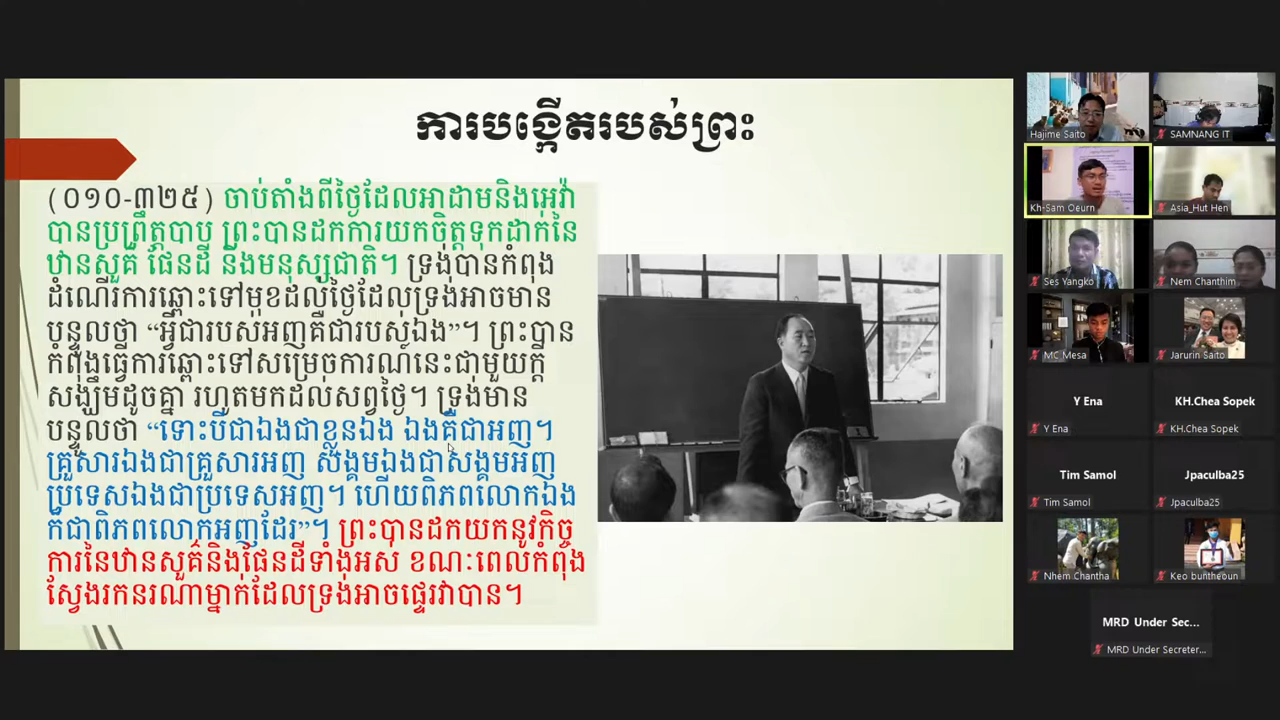 ការបង្កើតរបស់ព្រះ
(០១០-៣២៥) ចាប់តាំងពីថ្ងៃដែលអាដាមនិងអេវ៉ា
បានប្រព្រឹត្តបាប ព្រះបានដកការយកចិត្តទុកដាក់នៃ
ឋានសួគ៌ ផែនដី និងមនុស្សជាតិ។ ទ្រង់បានកំពុង
ដំណើរការឆ្ពោះទៅមុខដល់ថ្ងៃដែលទ្រង់អាចមាន
បន្ទូលថា “អ្វីជារបស់អញគឺជារបស់ឯង”។ ព្រះបាន
កំពុងធ្វើការឆ្ពោះទៅសម្រេចការណ៍នេះជាមួយក្តី
សង្ឃឹមដូចគ្នា រហូតមកដល់សព្វថ្ងៃ។ ទ្រង់មាន
បន្ទូលថា “ទោះបីជាឯងជាខ្លួនឯង ឯងគឺជាអញ។
គ្រួសារឯងជាគ្រួសារអញ សង្គមឯងជាសង្គមអញ
ប្រទេសឯងជាប្រទេសអញ។ ហើយពិភពលោកឯង
ក៏ជាពិភពលោកអញដែរ”។ ព្រះបានដកយកនូវកិច្ច
ការនៃឋានសួគ៌និងផែនដីទាំងអស់ ខណៈពេលកំពុង
ស្វែងរកនរណាម្នាក់ដែលទ្រង់អាចផ្ទេរវាបាន។
Hajime Saito
SAMNANG IT
Kh-Sam Oeurn
Asia_Hut Hen
Ses Yangko
Nem Chanthim
MC Mesa
Jarurin Saito
Y Ena
KH.Chea Sopek
Y Ena
KH.Chea Sopek
Tim Samol
Jpaculba25
Tim Samol
Jpaculba25
Nhem Chantha
Keo buntheoun
MRD Under Sec...
MRD Under Secreter...